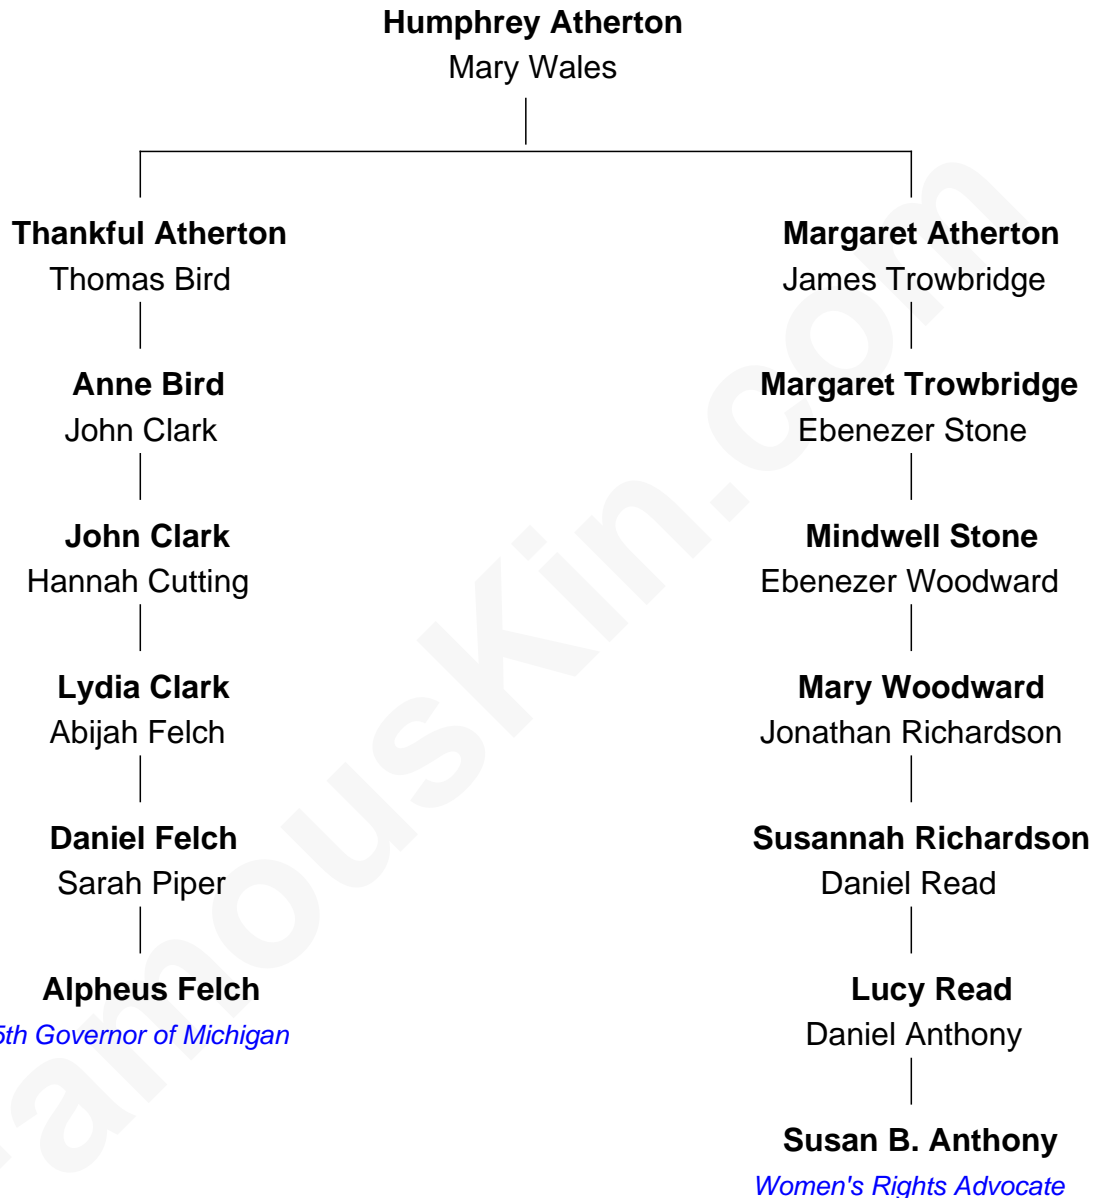 Humphrey Atherton
Mary Wales
Thankful Atherton
Thomas Bird
Margaret Atherton
James Trowbridge
Anne Bird
John Clark
Margaret Trowbridge
Ebenezer Stone
John Clark
Hannah Cutting
Mindwell Stone
Ebenezer Woodward
Lydia Clark
Abijah Felch
Mary Woodward
Jonathan Richardson
Daniel Felch
Sarah Piper
Susannah Richardson
Daniel Read
Alpheus Felch
5th Governor of Michigan
Lucy Read
Daniel Anthony
Susan B. Anthony
Women's Rights Advocate
amousKin.com